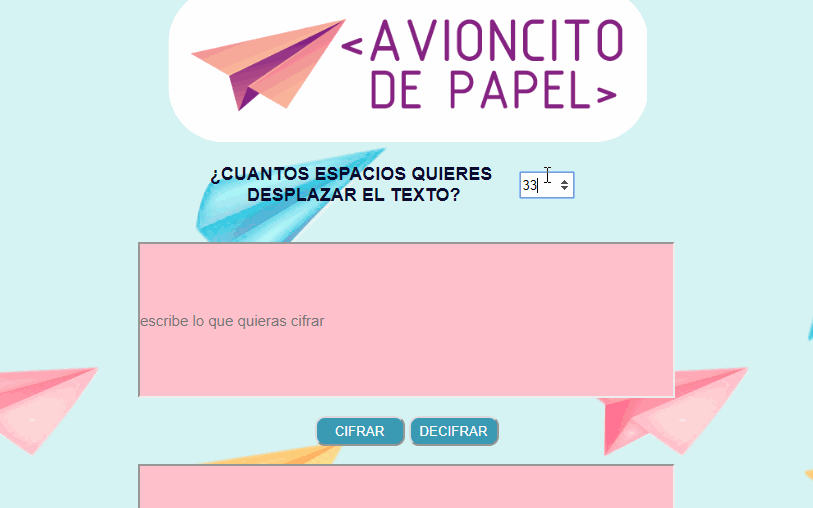 <AVIONCITO
DE PAPEL>
¿CUANTOS ESPACIOS QUIERES
DESPLAZAR EL TEXTO?
33
escribe lo que quieras cifrar
CIFRAR
DECIFRAR